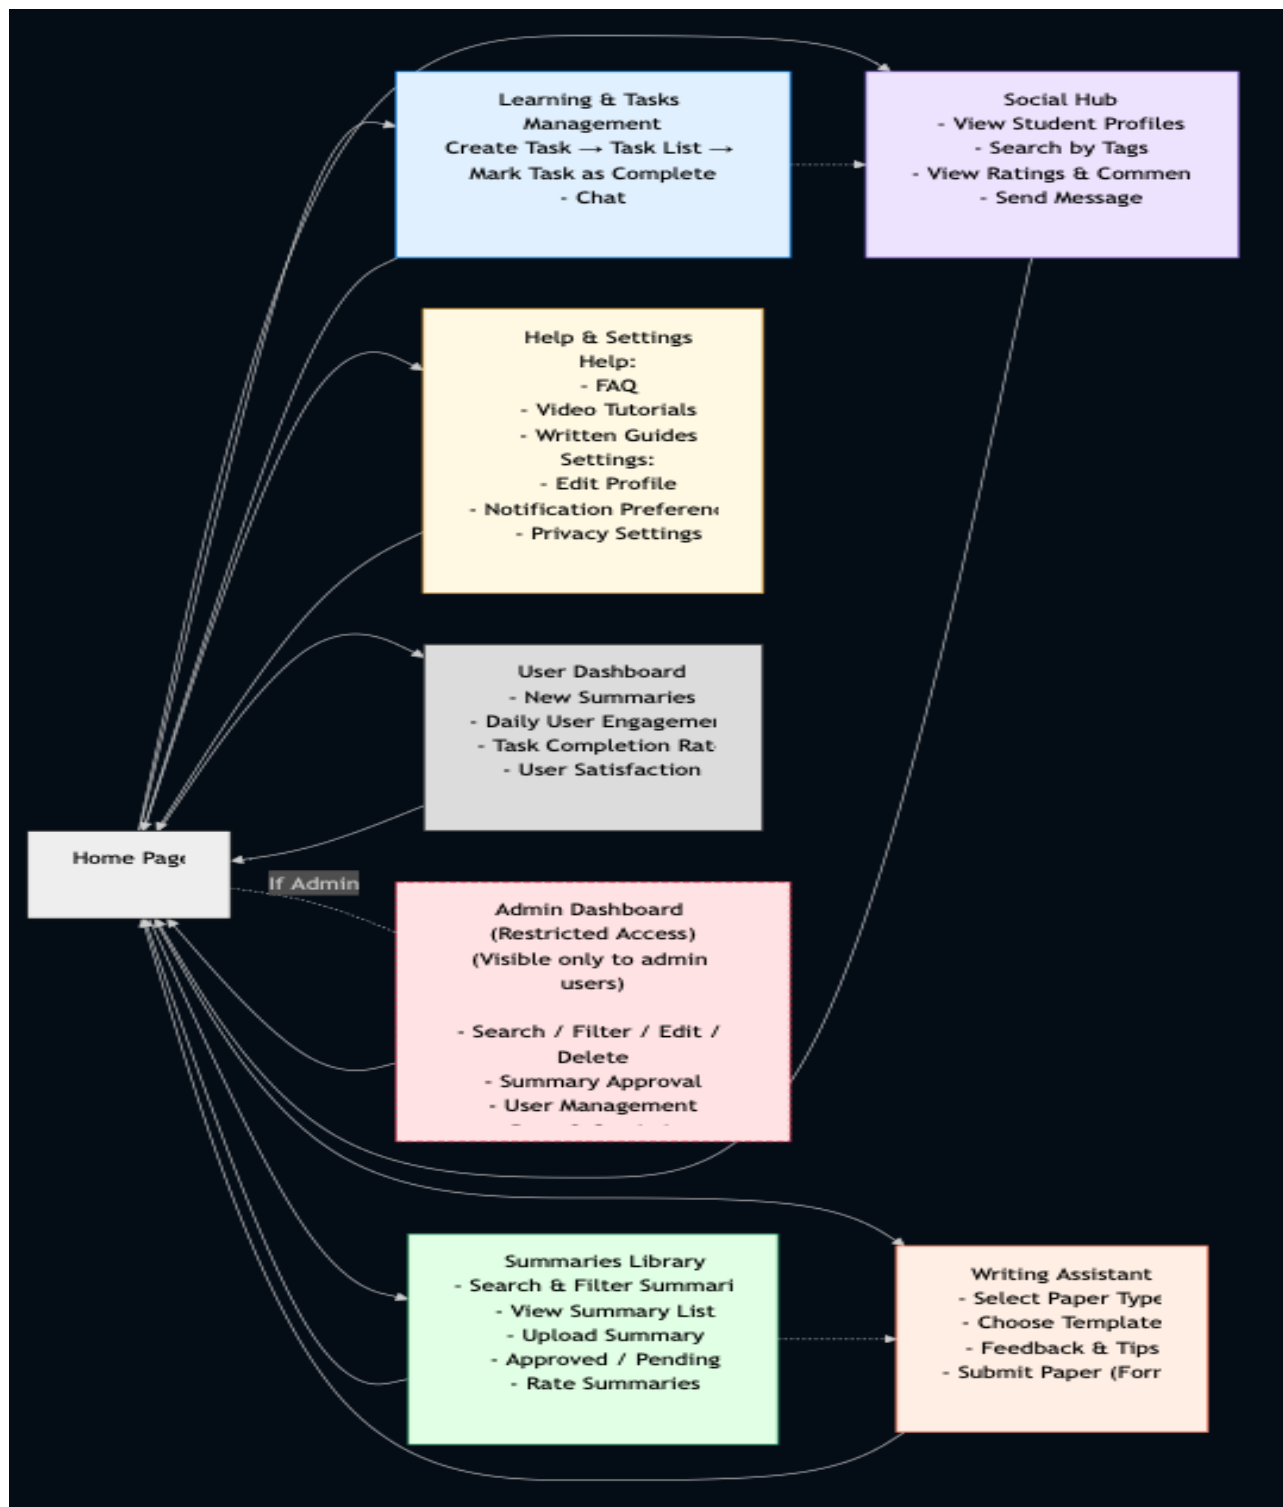 Learning & Tasks
Management
Create Task → Task List →
Mark Task as Complete
- Chat
Social Hub
- View Student Profiles
- Search by Tags
- View Ratings & Commen
- Send Message
Help & Settings
Help:
- FAQ
- Video Tutorials
- Written Guides
Settings:
- Edit Profile
- Notification Preferen
- Privacy Settings
User Dashboard
- New Summaries
- Daily User Engagemen
- Task Completion Rat
- User Satisfaction
Home Page
If Admin
Admin Dashboard
(Restricted Access)
(Visible only to admin
users)
- Search / Filter / Edit /
Delete
- Summary Approval
- User Management
Summaries Library
- Search & Filter Summari
- View Summary List
- Upload Summary
- Approved / Pending
- Rate Summaries
Writing Assistant
- Select Paper Type
- Choose Template
- Feedback & Tips
- Submit Paper (Form